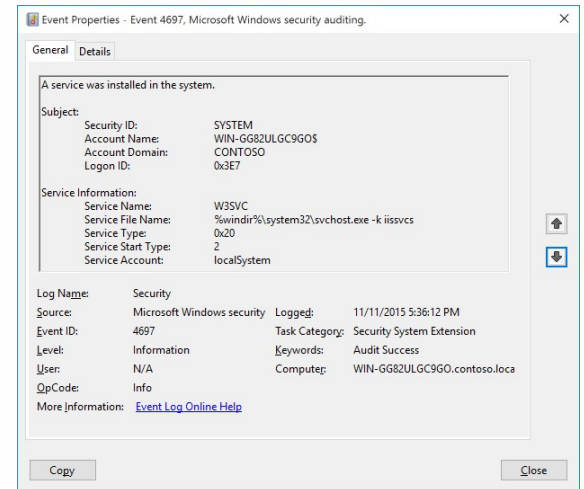 Event Properties - Event 4697, Microsoft Windows security auditing.
General Details
A service was installed in the system.
Subject:
Security ID: SYSTEM
Account Name: WIN-GG82ULGC9GO$
Account Domain: CONTOSO
Logon ID: 0x3E7
Service Information:
Service Name: W3SVC
Service File Name: %windir%\system32\svchost.exe -k iissvcs
Service Type: 0x20
Service Start Type: 2
Service Account: localSystem
Log Name: Security
Source: Microsoft Windows security Logged: 11/11/2015 5:36:12 PM
Event ID: 4697 Task Category: Security System Extension
Level: Information Keywords: Audit Success
User: N/A Computer: WIN-GG82ULGC9GO.contoso.loca
OpCode: Info
More Information: Event Log Online Help
Copy Close